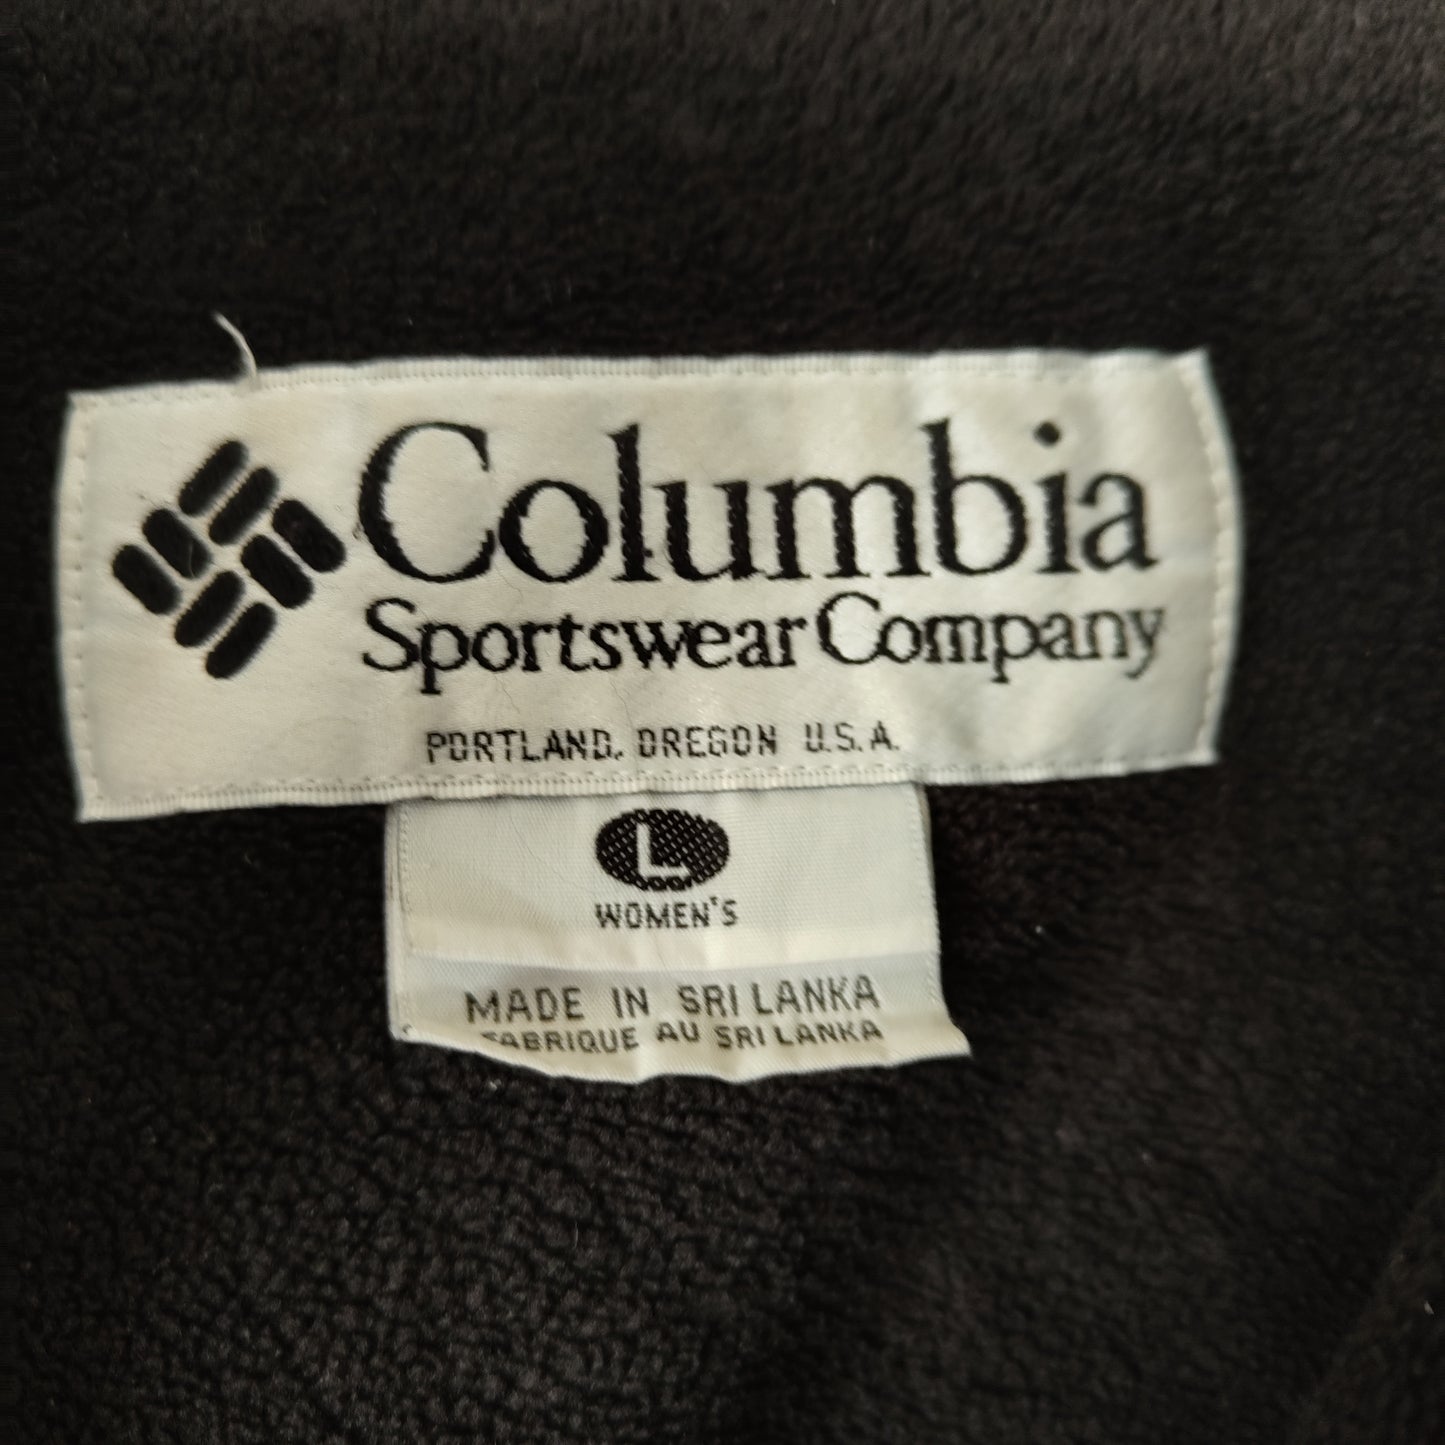 Columbia
Sportswear Company
PORTLAND, OREGON U.S.A.
L
WOMEN'S
MADE IN SRI LANKA
FABRIQUE AU SRI LANKA